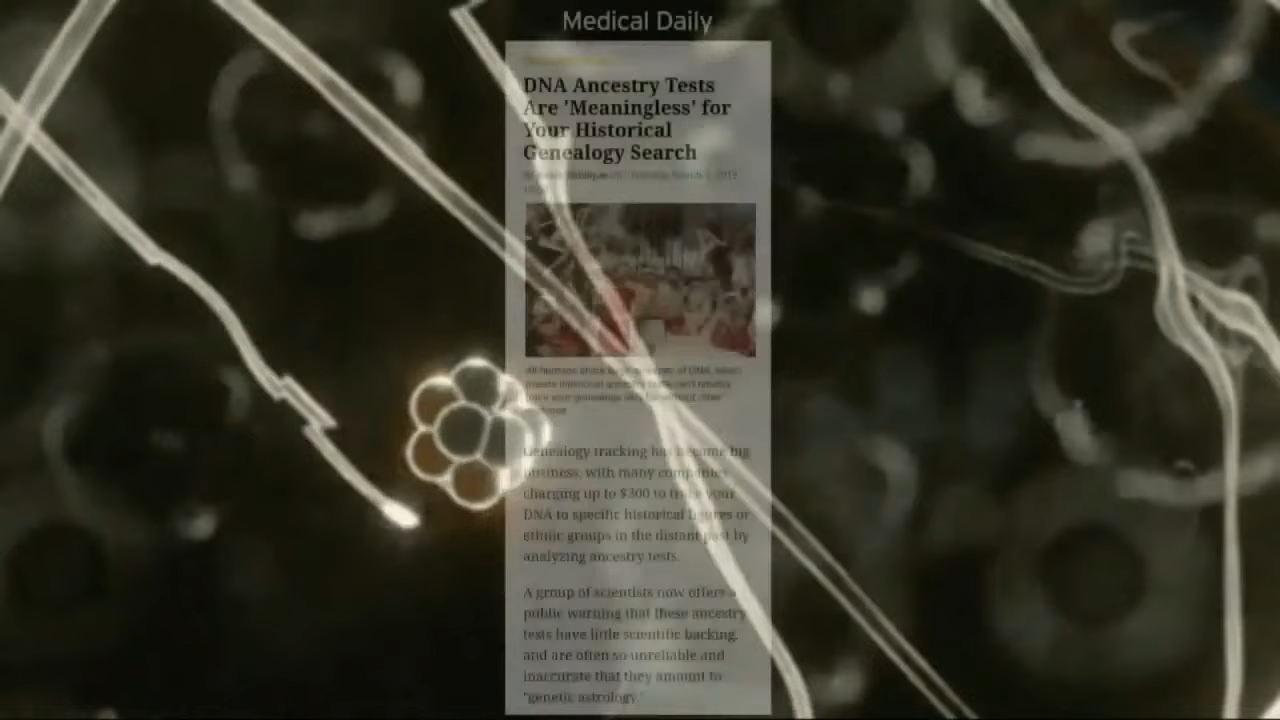 Medical Daily
DNA Ancestry Tests
Are 'Meaningless' for
Your Historical
Genealogy Search
All humans share
Genealogy tracking has become big
business, with many companies
charging up to $300 to trace your
DNA to specific historical figures or
ethnic groups in the distant past by
analyzing ancestry tests.
A group of scientists now offers a
public warning that these ancestry
tests have little scientific backing,
and are often so unreliable and
inaccurate that they amount to
"genetic astrology."